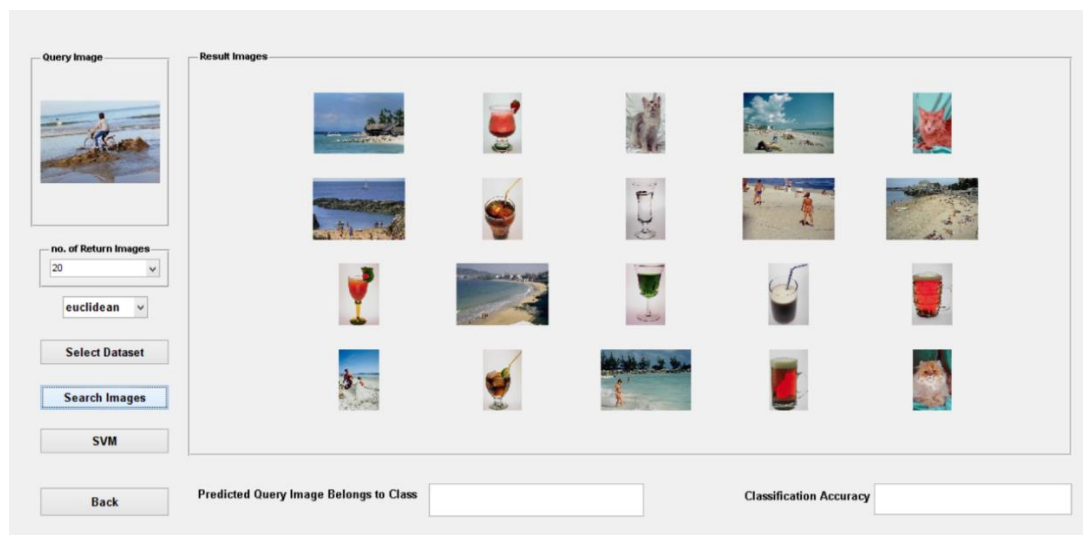 Query Image
Result Images
no. of Return Images
20
euclidean
Select Dataset
Search Images
SVM
Back
Predicted Query Image Belongs to Class
Classification Accuracy